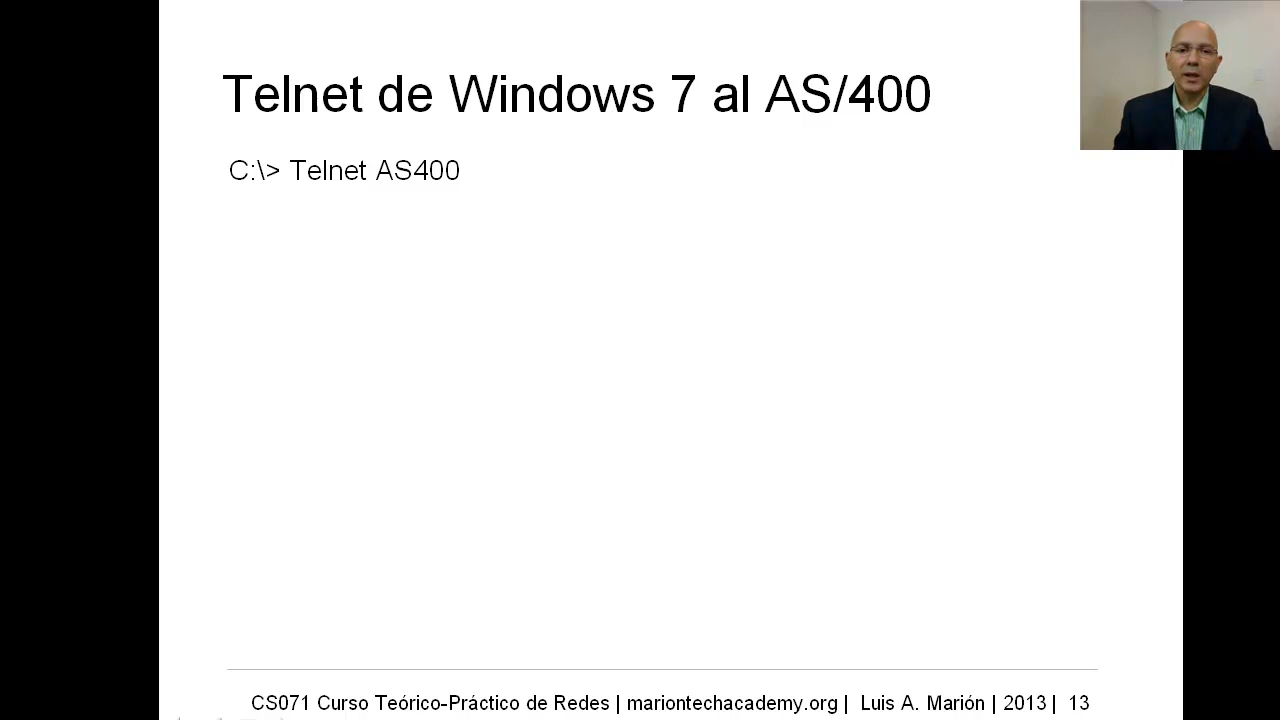 Telnet de Windows 7 al AS/400
C:\> Telnet AS400
CS071 Curso Teórico-Práctico de Redes | mariontechacademy.org | Luis A. Marión | 2013 | 13